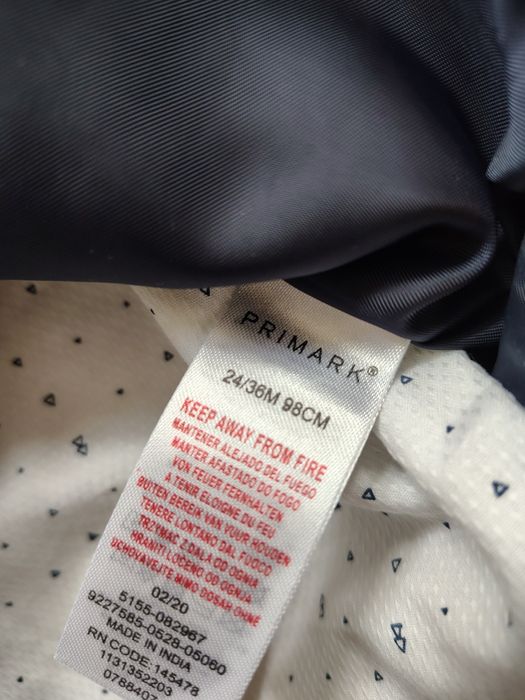 PRIMARK®
24/36M 98CM
KEEP AWAY FROM FIRE
MANTENER ALEJADO DEL FUEGO
MANTER AFASTADO DO FOGO
VON FEUER FERNHALTEN
A TENIR ELOIGNE DU FEU
BUITEN BEREIK VAN VUUR HOUDEN
TENERE LONTANO DAL FUOCO
TRZYMAĆ Z DALA OD OGNIA
HRANITI LOČENO OD OGNJA
UCHOVÁVEJTE MIMO DOSAH OHNĚ
02/20
5155-082967
9227585-0528-05060
MADE IN INDIA
RN CODE: 145478
1131352203
0788403